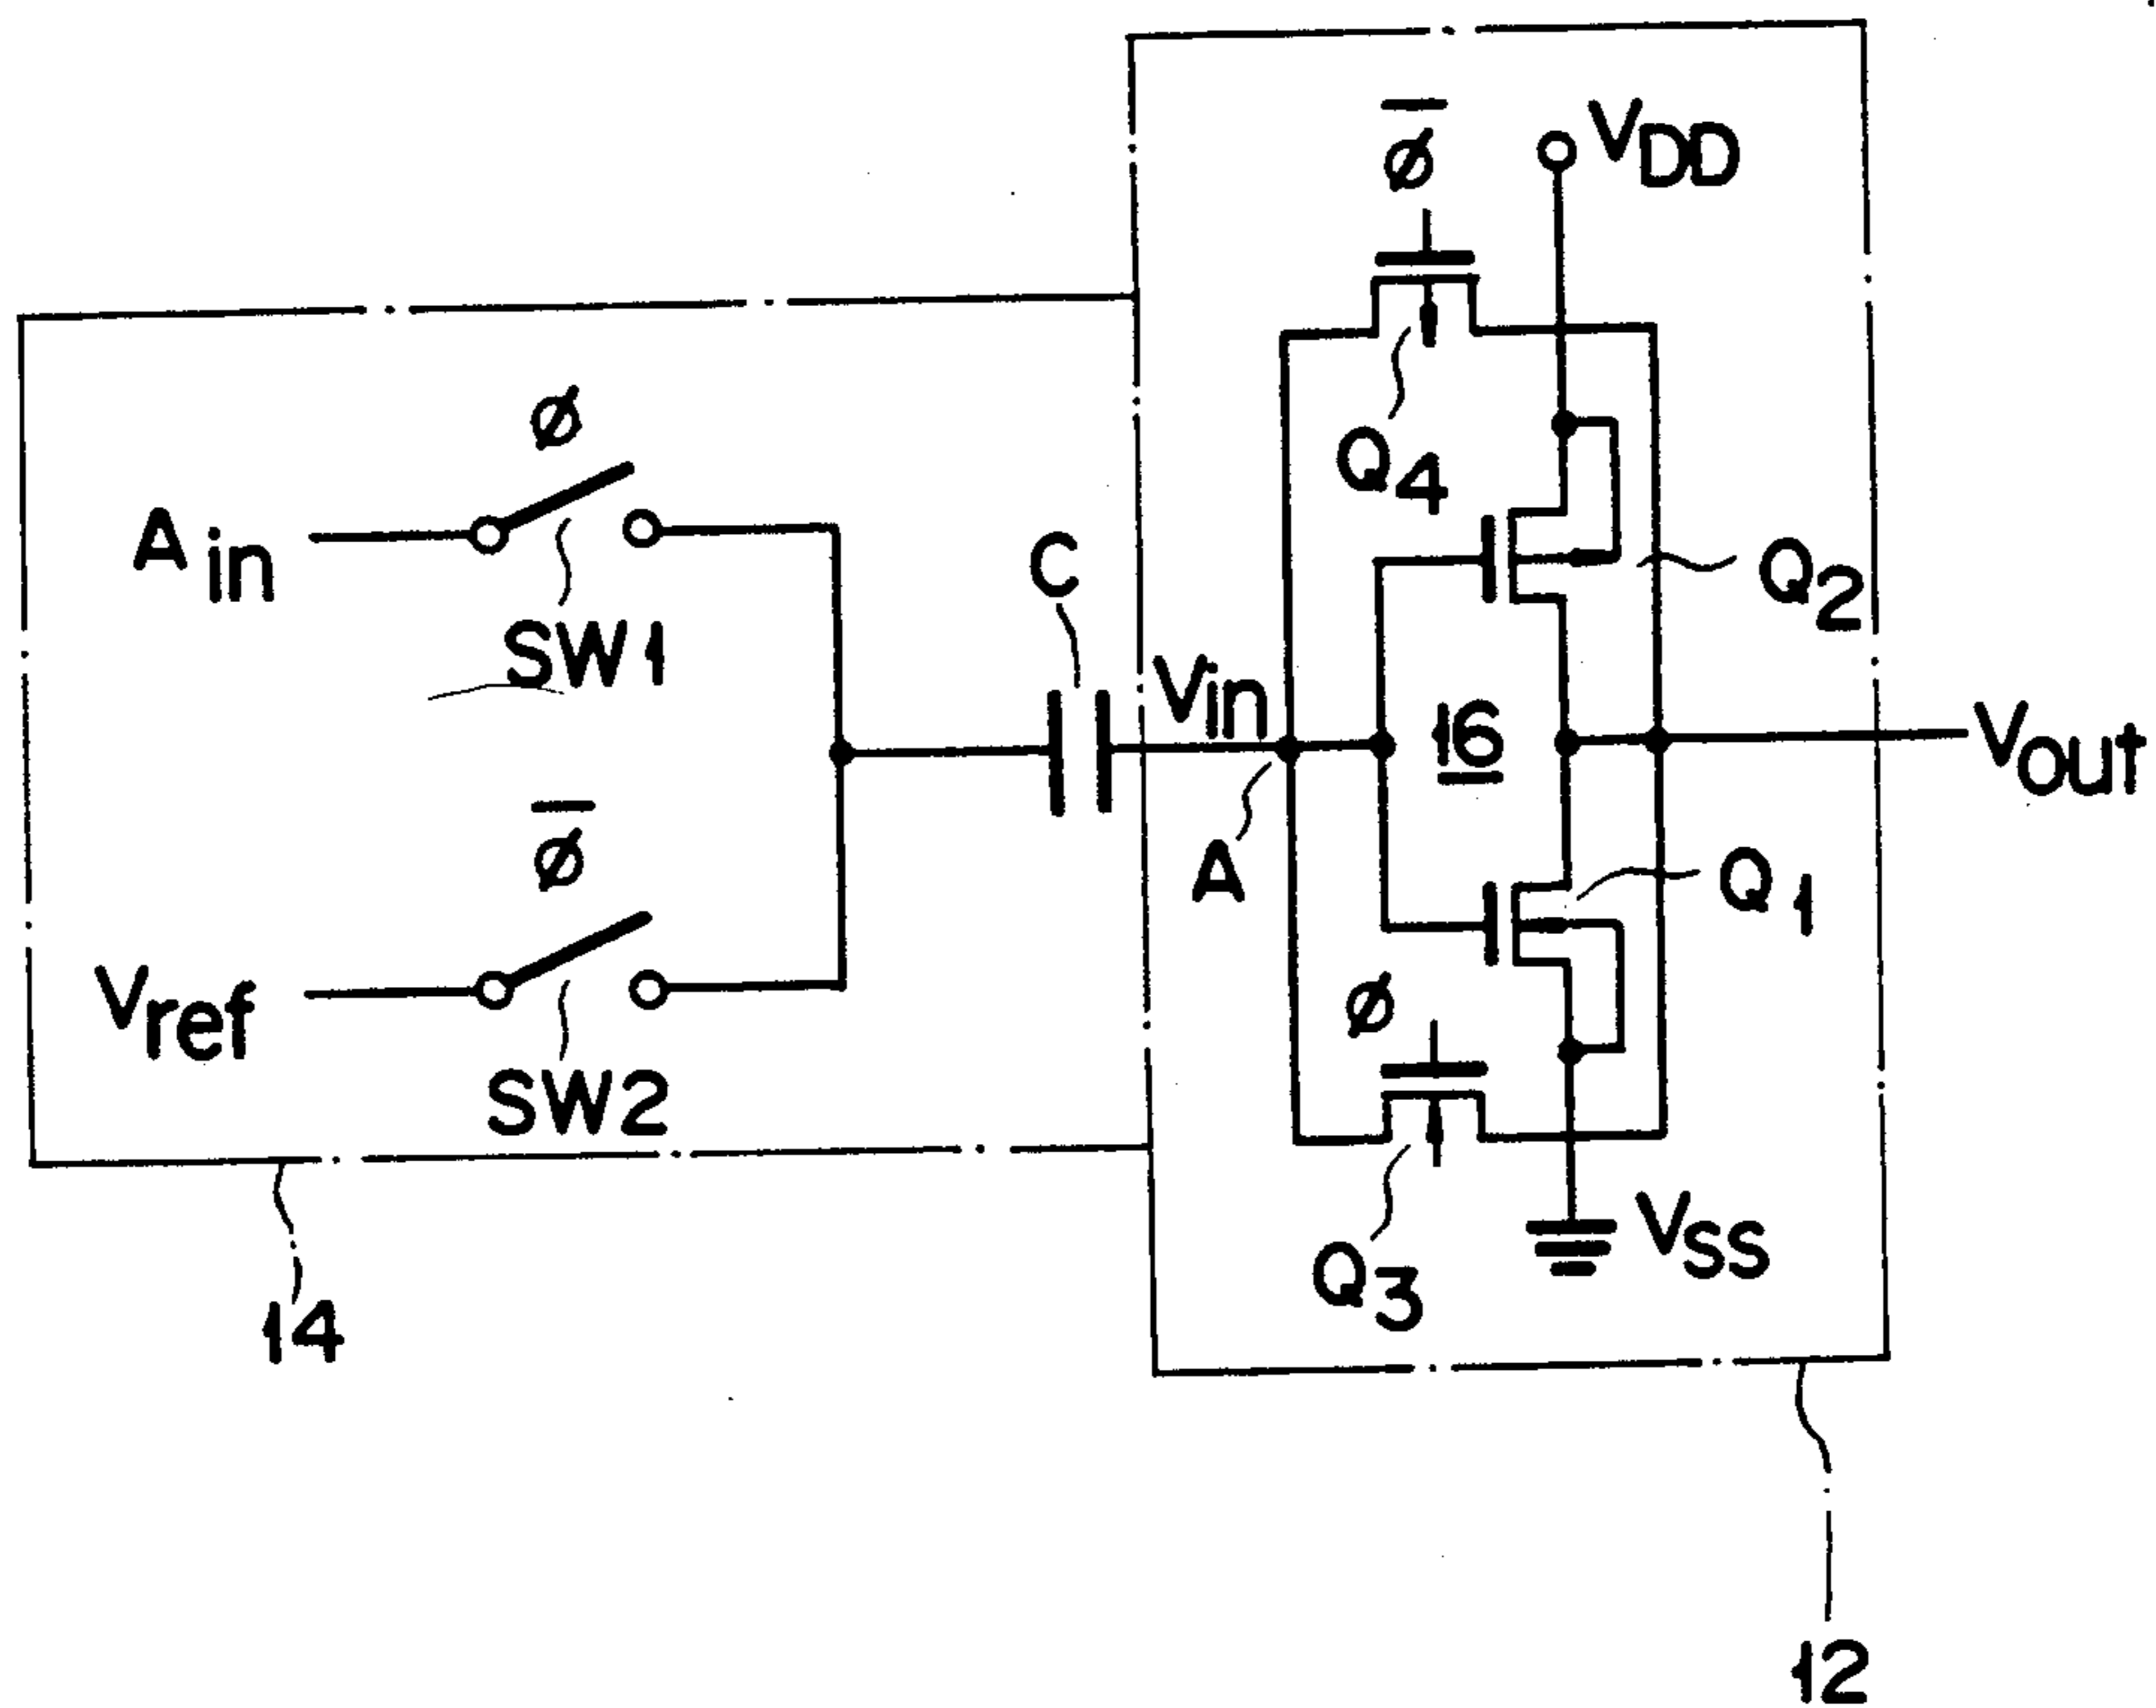 ø̅
VDD
Q4
ø
Ain
SW1
C
Vin
Q2
16
Vout
A
Q1
ø̅
Vref
SW2
ø
Q3
VSS
14
12